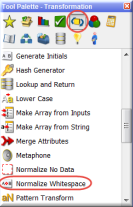 Tool Palette - Transformation
Generate Initials
Hash Generator
Lookup and Return
Lower Case
Make Array from Inputs
Make Array from String
Merge Attributes
Metaphone
Normalize No Data
Normalize Whitespace
Pattern Transform